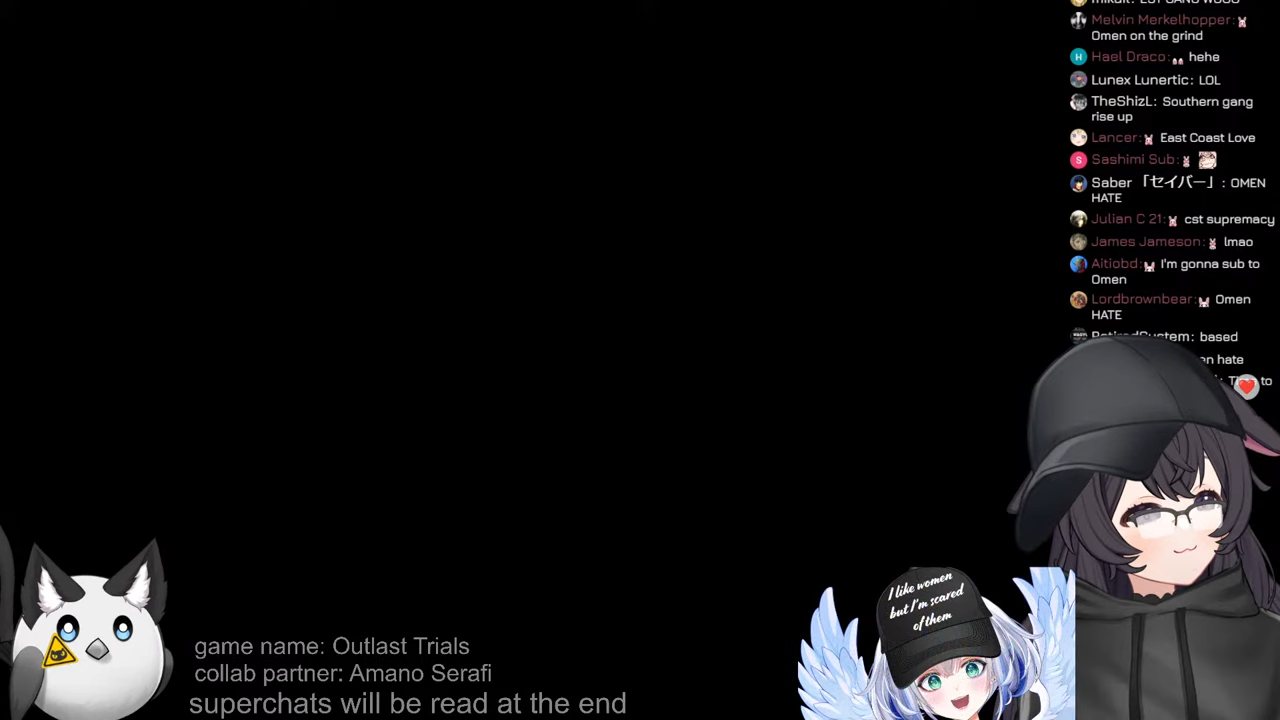 Melvin Merkelhopper:
Omen on the grind
Hael Draco: hehe
Lunex Lunertic: LOL
TheShizL: Southern gang
rise up
Lancer: East Coast Love
Sashimi Sub:
Saber 「セイバー」: OMEN
HATE
Julian C 21: cst supremacy
James Jameson: lmao
Aitiobd: I'm gonna sub to
Omen
Lordbrownbear: Omen
HATE
based
hate
to
I like women
but I'm scared
of them
game name: Outlast Trials
collab partner: Amano Serafi
superchats will be read at the end